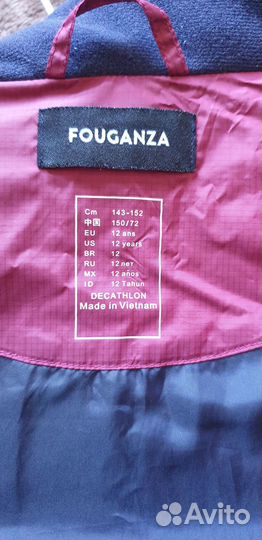 FOUGANZA
Cm 143-152
中国 150/72
EU 12 ans
US 12 years
BR 12
RU 12 лет
MX 12 años
ID 12 Tahun
DECATHLON
Made in Vietnam
Avito